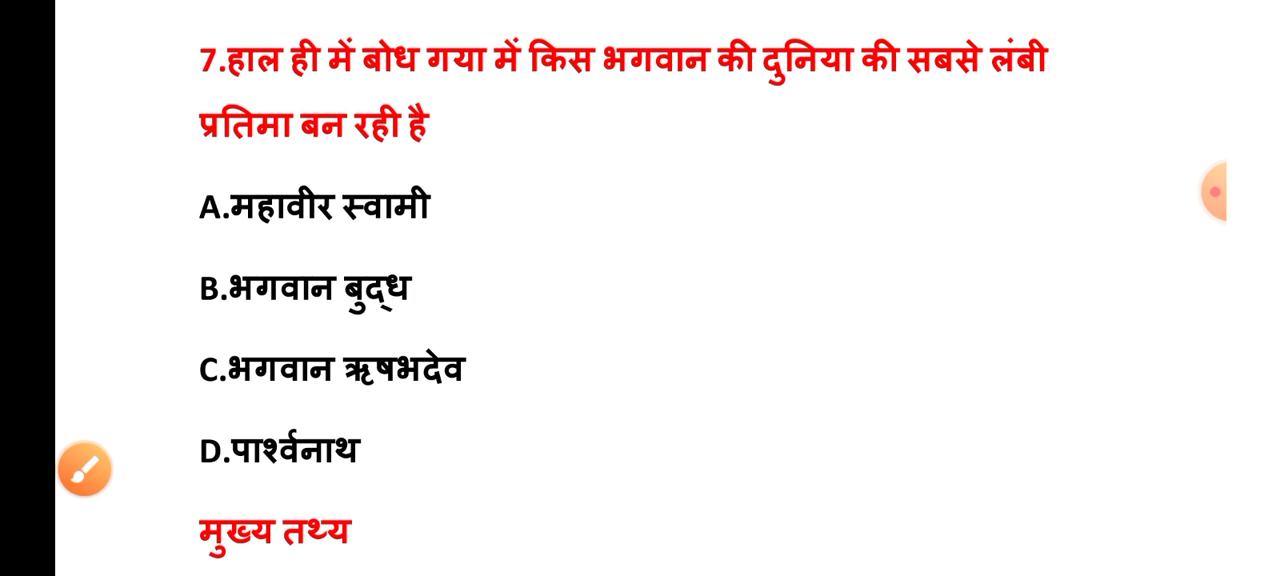 7.हाल ही में बोध गया में किस भगवान की दुनिया की सबसे लंबी
प्रतिमा बन रही है
A.महावीर स्वामी
B.भगवान बुद्ध
C.भगवान ऋषभदेव
D.पार्श्वनाथ
मुख्य तथ्य